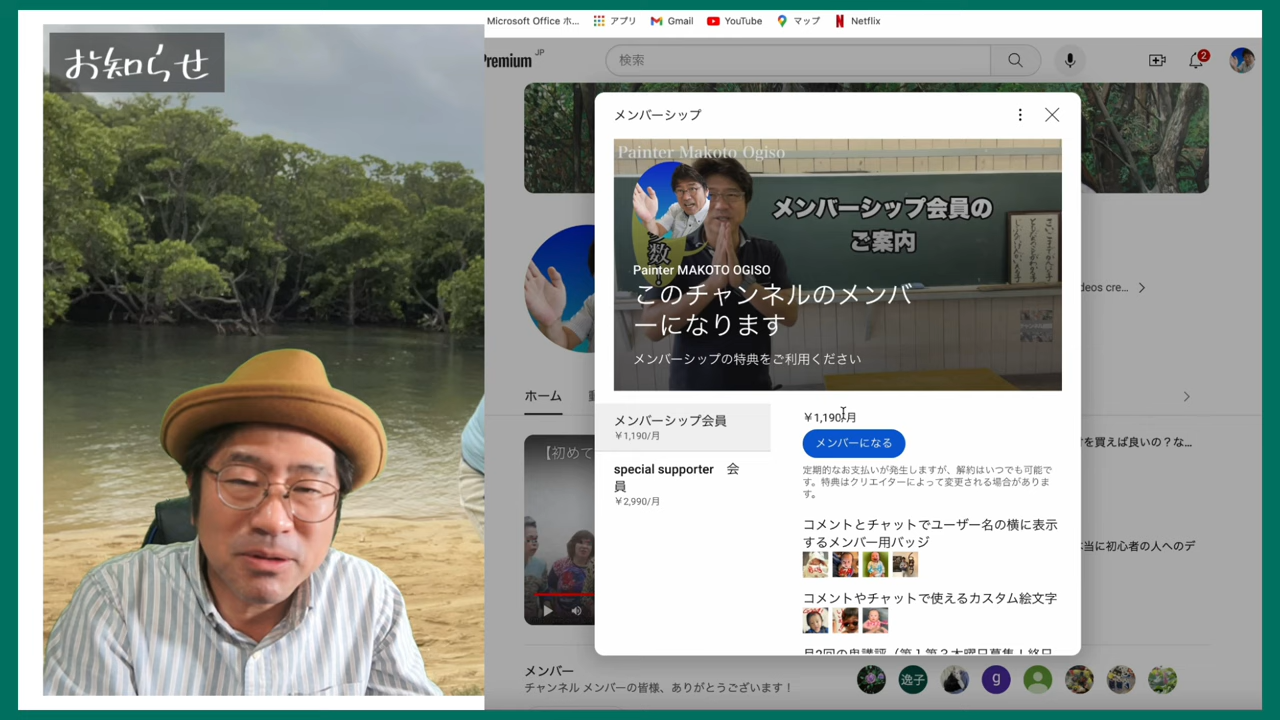 お知らせ
Microsoft Office ホ...
アプリ
Gmail
YouTube
マップ
Netflix
Premium JP
検索
2
メンバーシップ
Painter Makoto Ogiso
メンバーシップ会員の
ご案内
Painter MAKOTO OGISO
このチャンネルのメンバ
ーになります
メンバーシップの特典をご利用ください
deos cre...
ホーム
メンバーシップ会員
￥1,190/月
special supporter 会
員
￥2,990/月
￥1,190/月
メンバーになる
定期的なお支払いが発生しますが、解約はいつでも可能で
す。特典はクリエイターによって変更される場合がありま
す。
コメントとチャットでユーザー名の横に表示
するメンバー用バッジ
コメントやチャットで使えるカスタム絵文字
【初めて
を買えば良いの？な...
本当に初心者の人へのデ
メンバー
チャンネル メンバーの皆様、ありがとうございます！
逸子
g